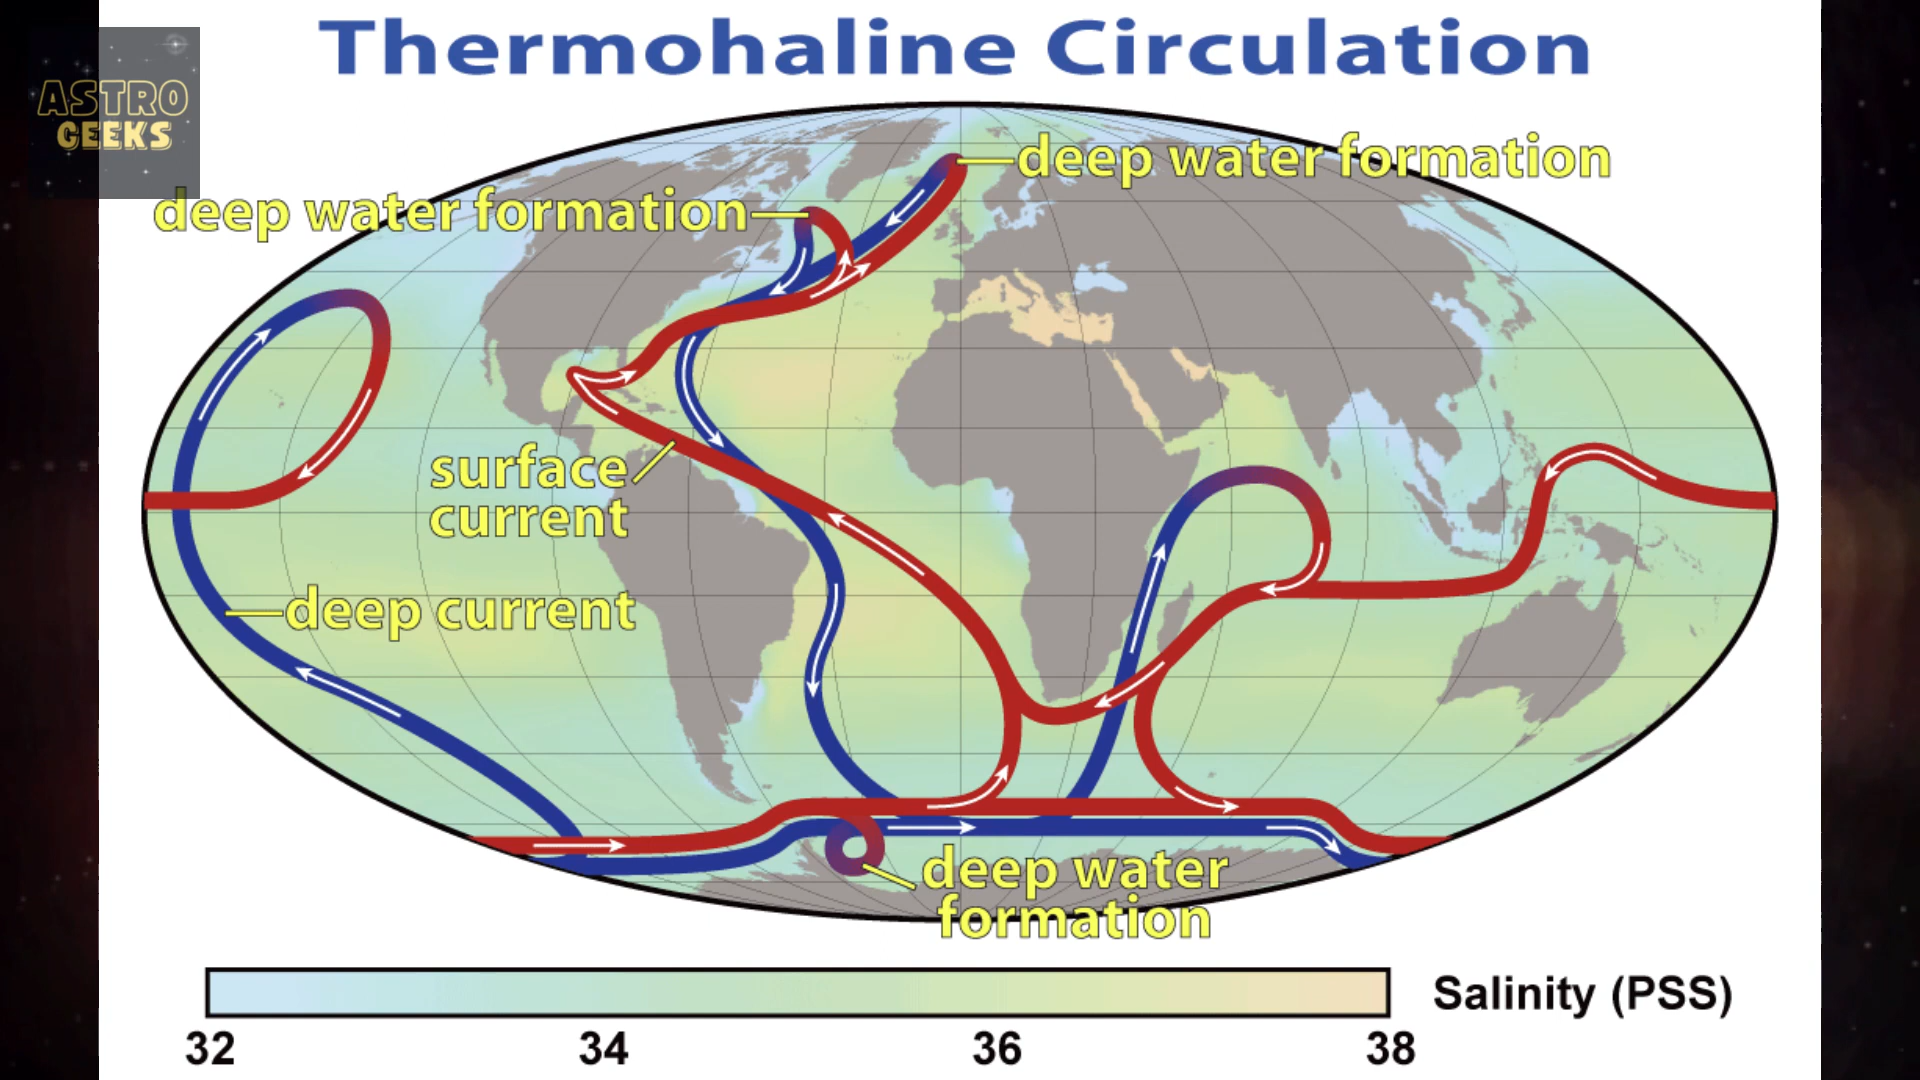 Thermohaline Circulation
ASTRO
GEEKS
deep water formation
deep water formation
surface
current
deep current
deep water
formation
Salinity (PSS)
32 34 36 38